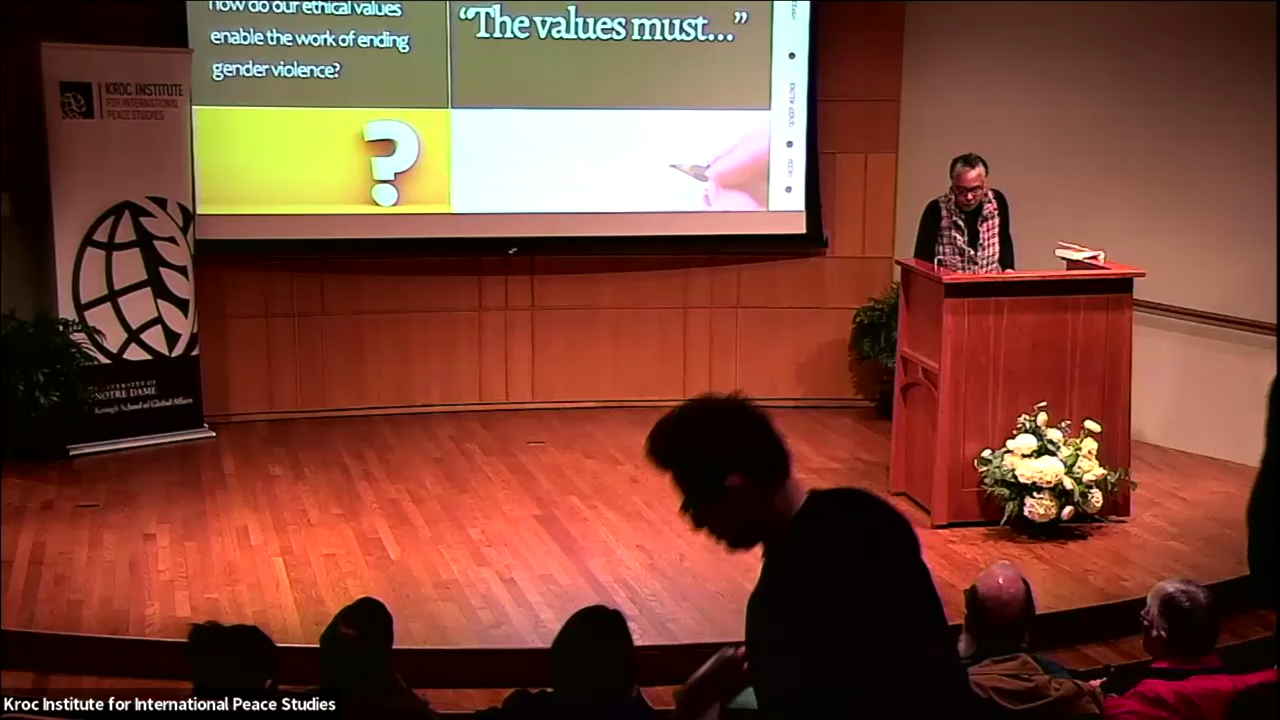 how do our ethical values
enable the work of ending
gender violence?
“The values must...”
KROC INSTITUTE
FOR INTERNATIONAL
PEACE STUDIES
UNIVERSITY OF
NOTRE DAME
Keough School of Global Affairs
Kroc Institute for International Peace Studies